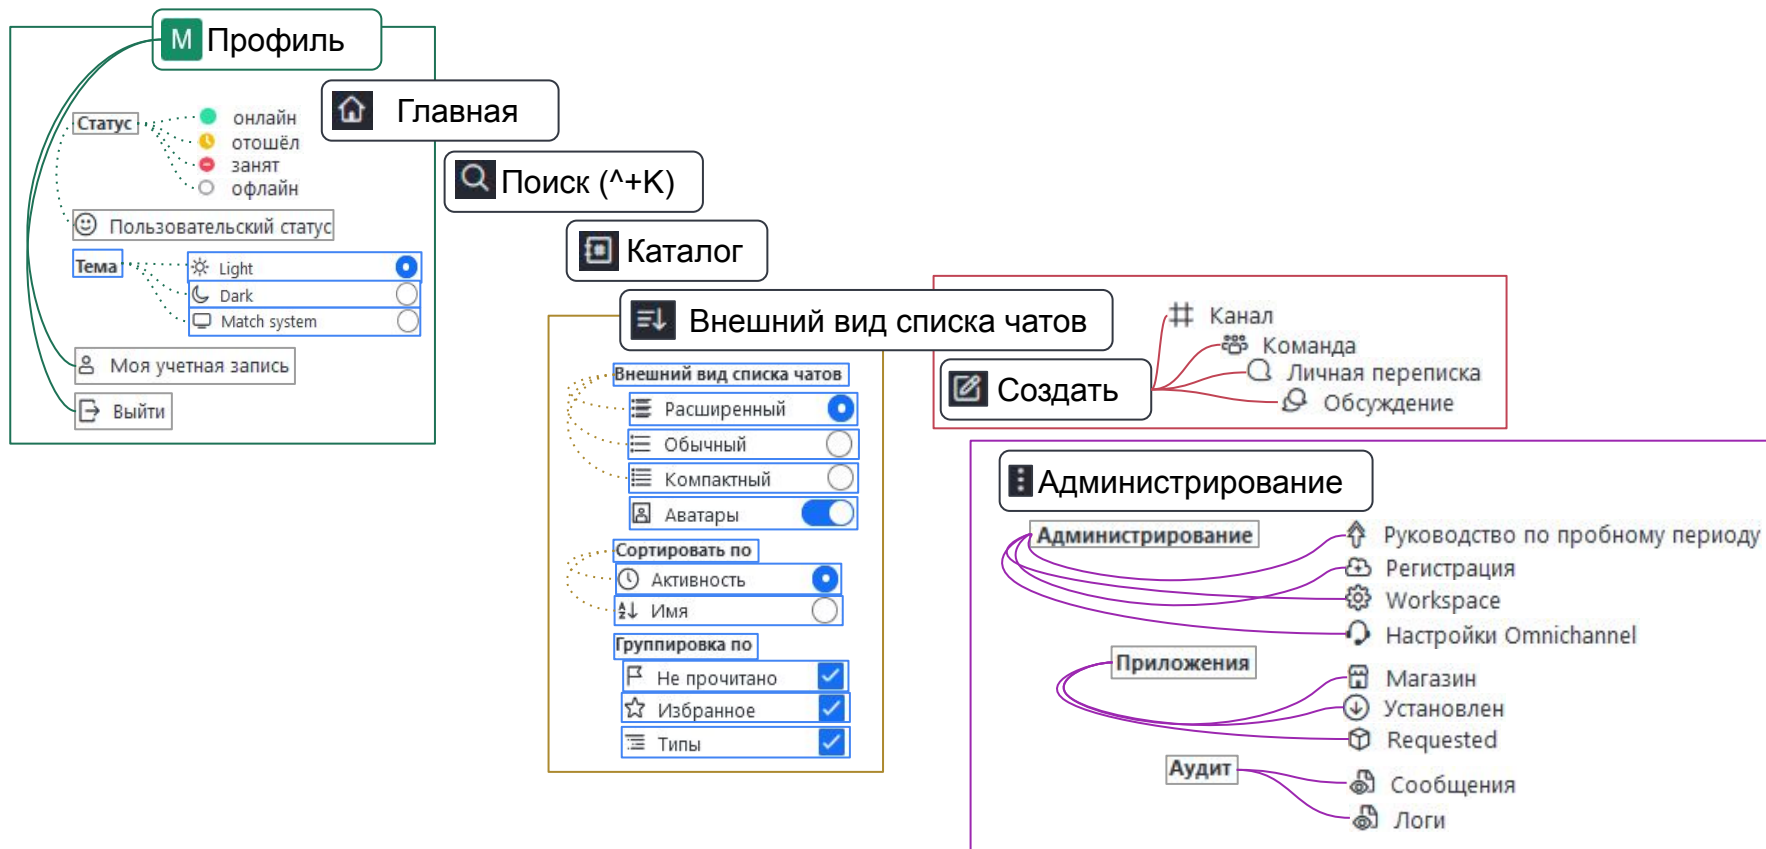 M Профиль
Статус
онлайн
отошёл
занят
офлайн
Пользовательский статус
Тема
Light
Dark
Match system
Моя учетная запись
Выйти
Главная
Поиск (^+K)
Каталог
Внешний вид списка чатов
Внешний вид списка чатов
Расширенный
Обычный
Компактный
Аватары
Сортировать по
Активность
Имя
Группировка по
Не прочитано
Избранное
Типы
Создать
Канал
Команда
Личная переписка
Обсуждение
Администрирование
Администрирование
Руководство по пробному периоду
Регистрация
Workspace
Настройки Omnichannel
Приложения
Магазин
Установлен
Requested
Аудит
Сообщения
Логи